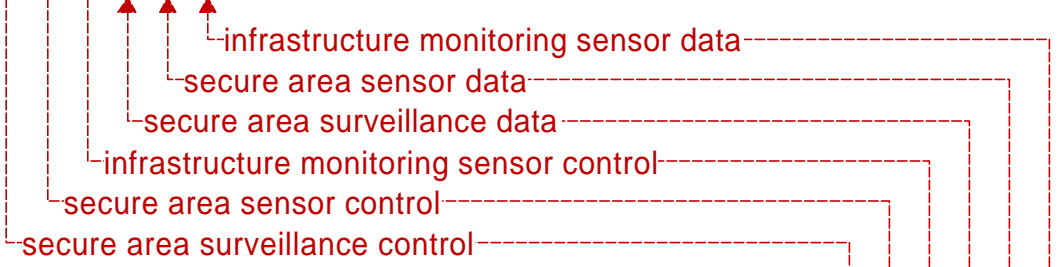 infrastructure monitoring sensor data
secure area sensor data
secure area surveillance data
infrastructure monitoring sensor control
secure area sensor control
secure area surveillance control